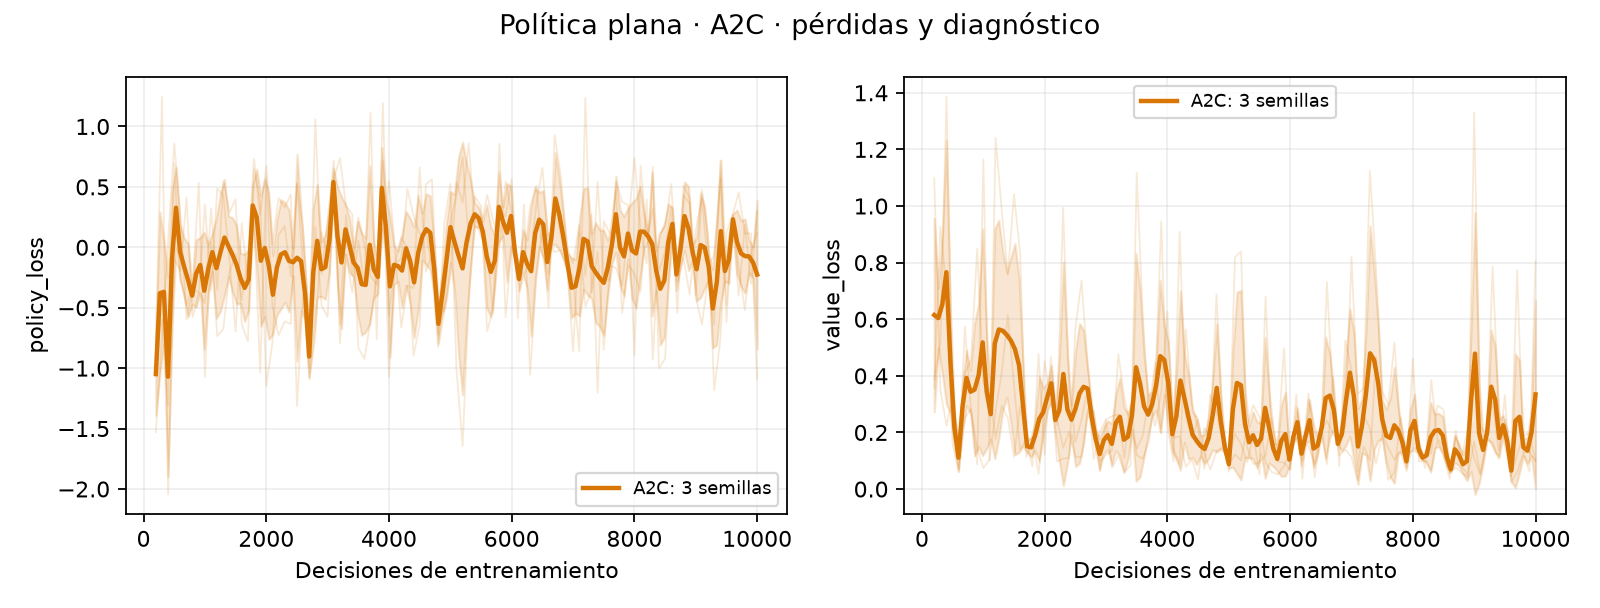 Política plana · A2C · pérdidas y diagnóstico
policy_loss
1.0
0.5
0.0
−0.5
−1.0
−1.5
−2.0
A2C: 3 semillas
0 2000 4000 6000 8000 10000
Decisiones de entrenamiento
value_loss
1.4
1.2
1.0
0.8
0.6
0.4
0.2
0.0
A2C: 3 semillas
0 2000 4000 6000 8000 10000
Decisiones de entrenamiento